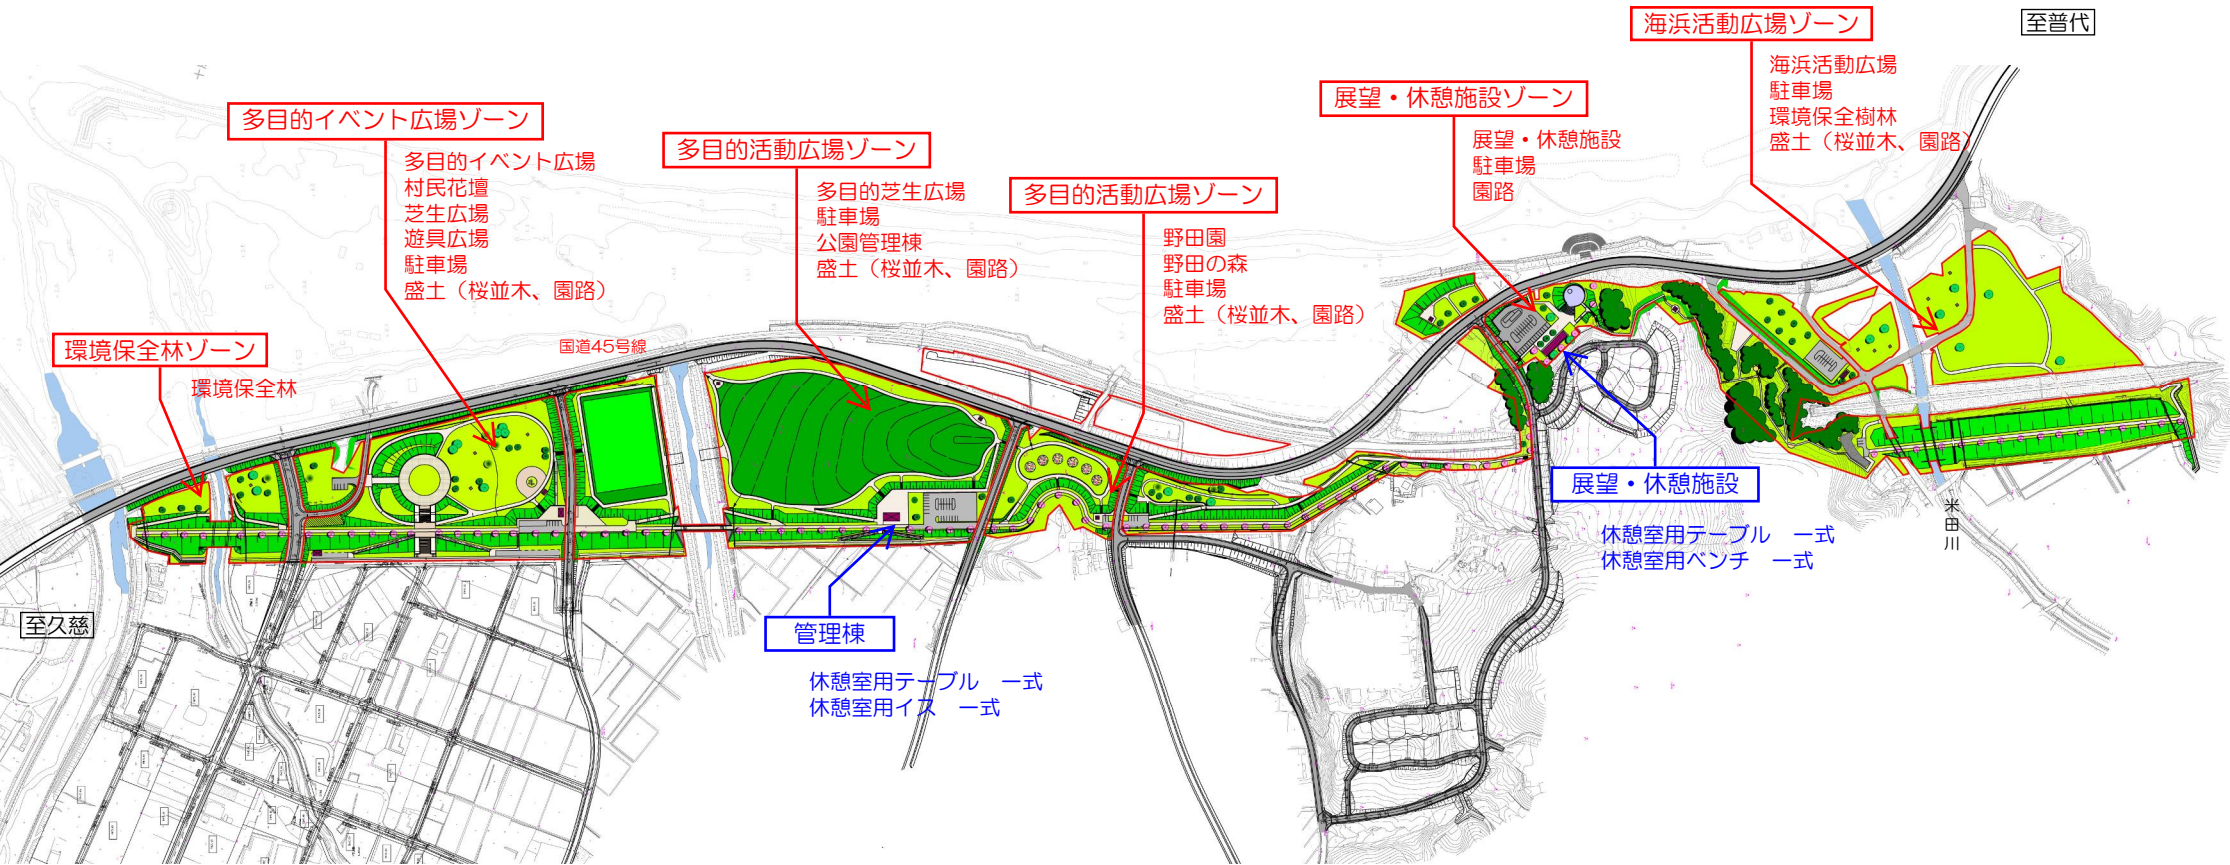 海浜活動広場ゾーン
至普代
海浜活動広場
駐車場
環境保全樹林
盛土（桜並木、園路）
展望・休憩施設ゾーン
展望・休憩施設
駐車場
園路
多目的イベント広場ゾーン
多目的イベント広場
村民花壇
芝生広場
遊具広場
駐車場
盛土（桜並木、園路）
多目的活動広場ゾーン
多目的芝生広場
駐車場
公園管理棟
盛土（桜並木、園路）
多目的活動広場ゾーン
野田園
野田の森
駐車場
盛土（桜並木、園路）
環境保全林ゾーン
環境保全林
国道45号線
展望・休憩施設
休憩室用テーブル　一式
休憩室用ベンチ　一式
米田川
至久慈
管理棟
休憩室用テーブル　一式
休憩室用イス　一式